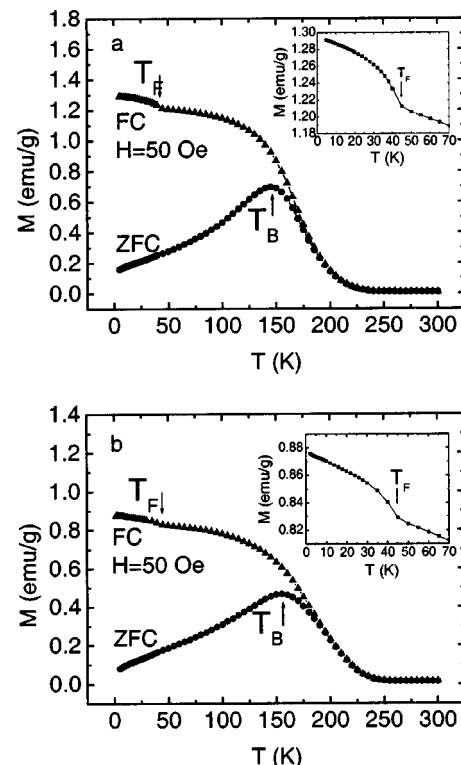 a
1.8
1.6
1.4
1.2
1.0
0.8
0.6
0.4
0.2
0.0
M (emu/g)
T_F
FC
H=50 Oe
ZFC
T_B
0 50 100 150 200 250 300
T (K)
1.30
1.28
1.26
1.24
1.22
1.20
1.18
M (emu/g)
T_F
0 10 20 30 40 50 60 70
T (K)
b
1.4
1.2
1.0
0.8
0.6
0.4
0.2
0.0
M (emu/g)
T_F
FC
H=50 Oe
ZFC
T_B
0 50 100 150 200 250 300
T (K)
0.88
0.86
0.84
0.82
M (emu/g)
T_F
0 10 20 30 40 50 60 70
T (K)